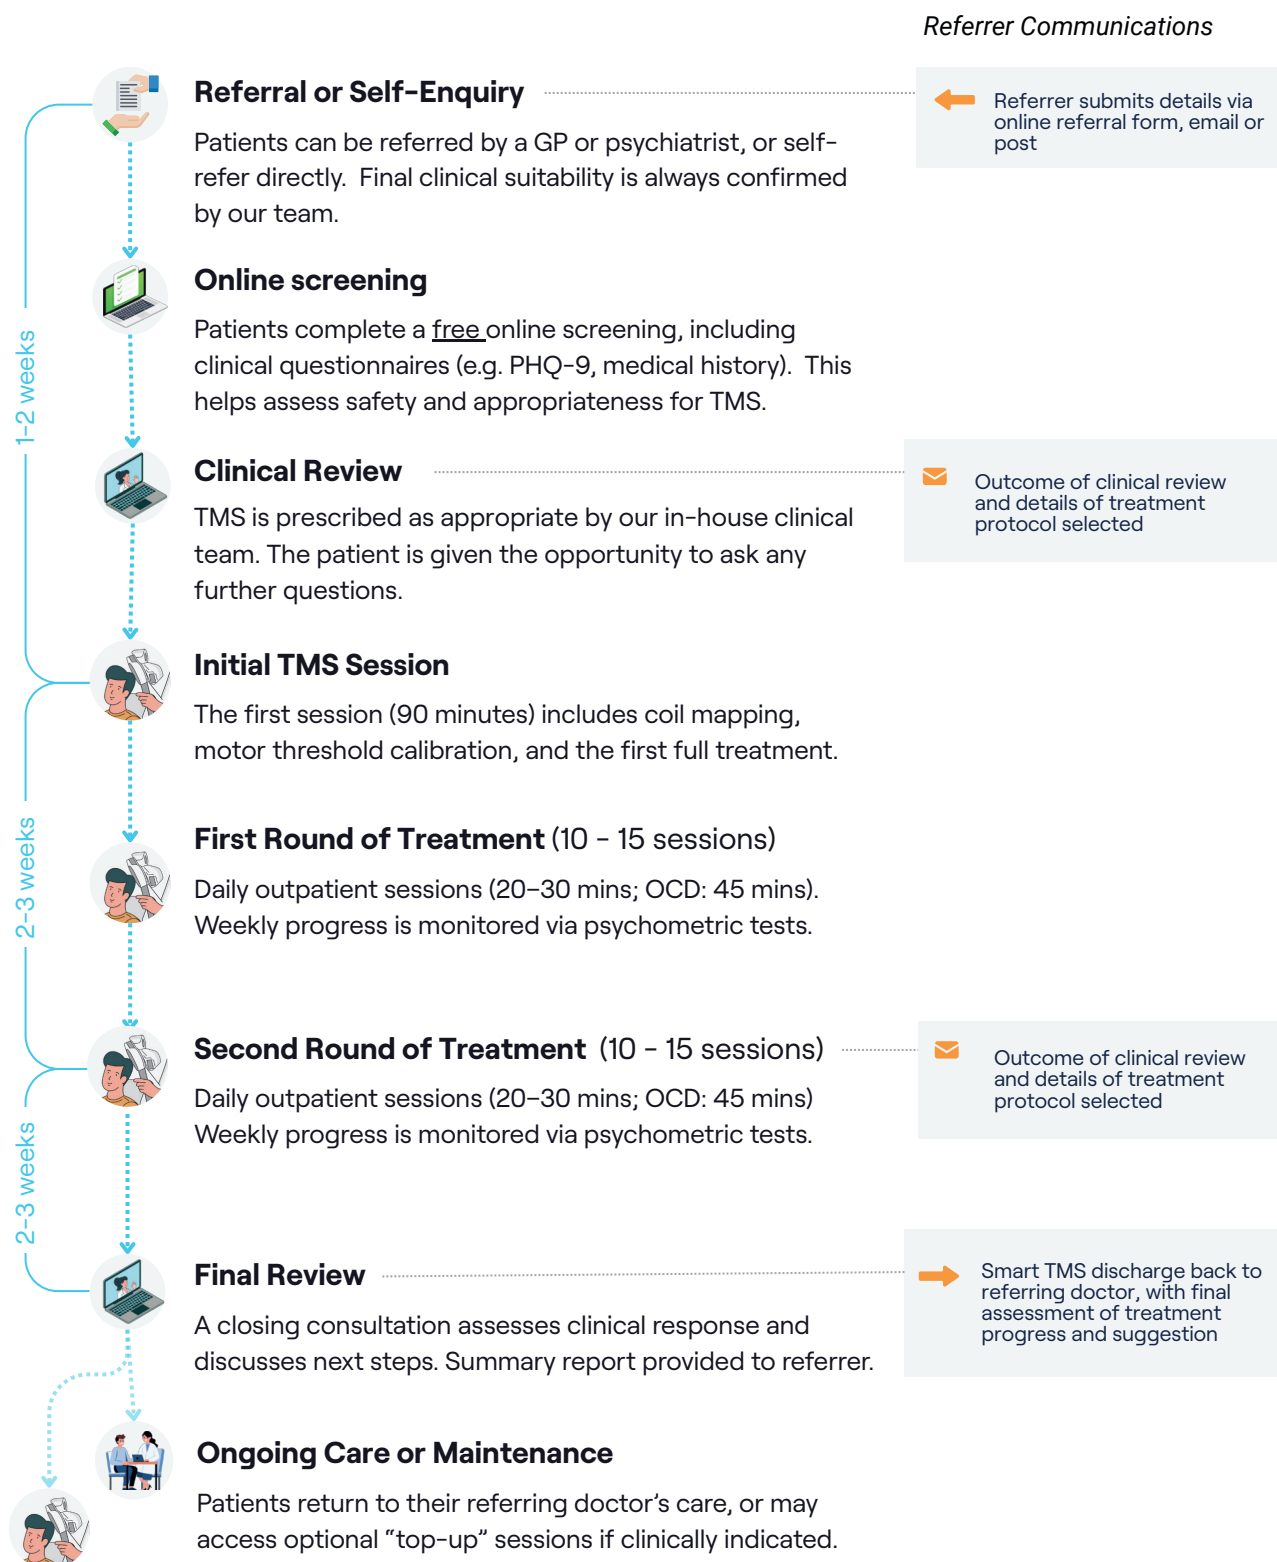 Referrer Communications
Referral or Self-Enquiry
Patients can be referred by a GP or psychiatrist, or self-
refer directly.  Final clinical suitability is always confirmed
by our team.
Referrer submits details via
online referral form, email or
post
Online screening
Patients complete a free online screening, including
clinical questionnaires (e.g. PHQ-9, medical history).  This
helps assess safety and appropriateness for TMS.
1-2 weeks
Clinical Review
TMS is prescribed as appropriate by our in-house clinical
team. The patient is given the opportunity to ask any
further questions.
Outcome of clinical review
and details of treatment
protocol selected
Initial TMS Session
The first session (90 minutes) includes coil mapping,
motor threshold calibration, and the first full treatment.
First Round of Treatment (10 - 15 sessions)
Daily outpatient sessions (20–30 mins; OCD: 45 mins).
Weekly progress is monitored via psychometric tests.
2-3 weeks
Second Round of Treatment (10 - 15 sessions)
Daily outpatient sessions (20–30 mins; OCD: 45 mins)
Weekly progress is monitored via psychometric tests.
Outcome of clinical review
and details of treatment
protocol selected
2-3 weeks
Final Review
A closing consultation assesses clinical response and
discusses next steps. Summary report provided to referrer.
Smart TMS discharge back to
referring doctor, with final
assessment of treatment
progress and suggestion
Ongoing Care or Maintenance
Patients return to their referring doctor’s care, or may
access optional “top-up” sessions if clinically indicated.